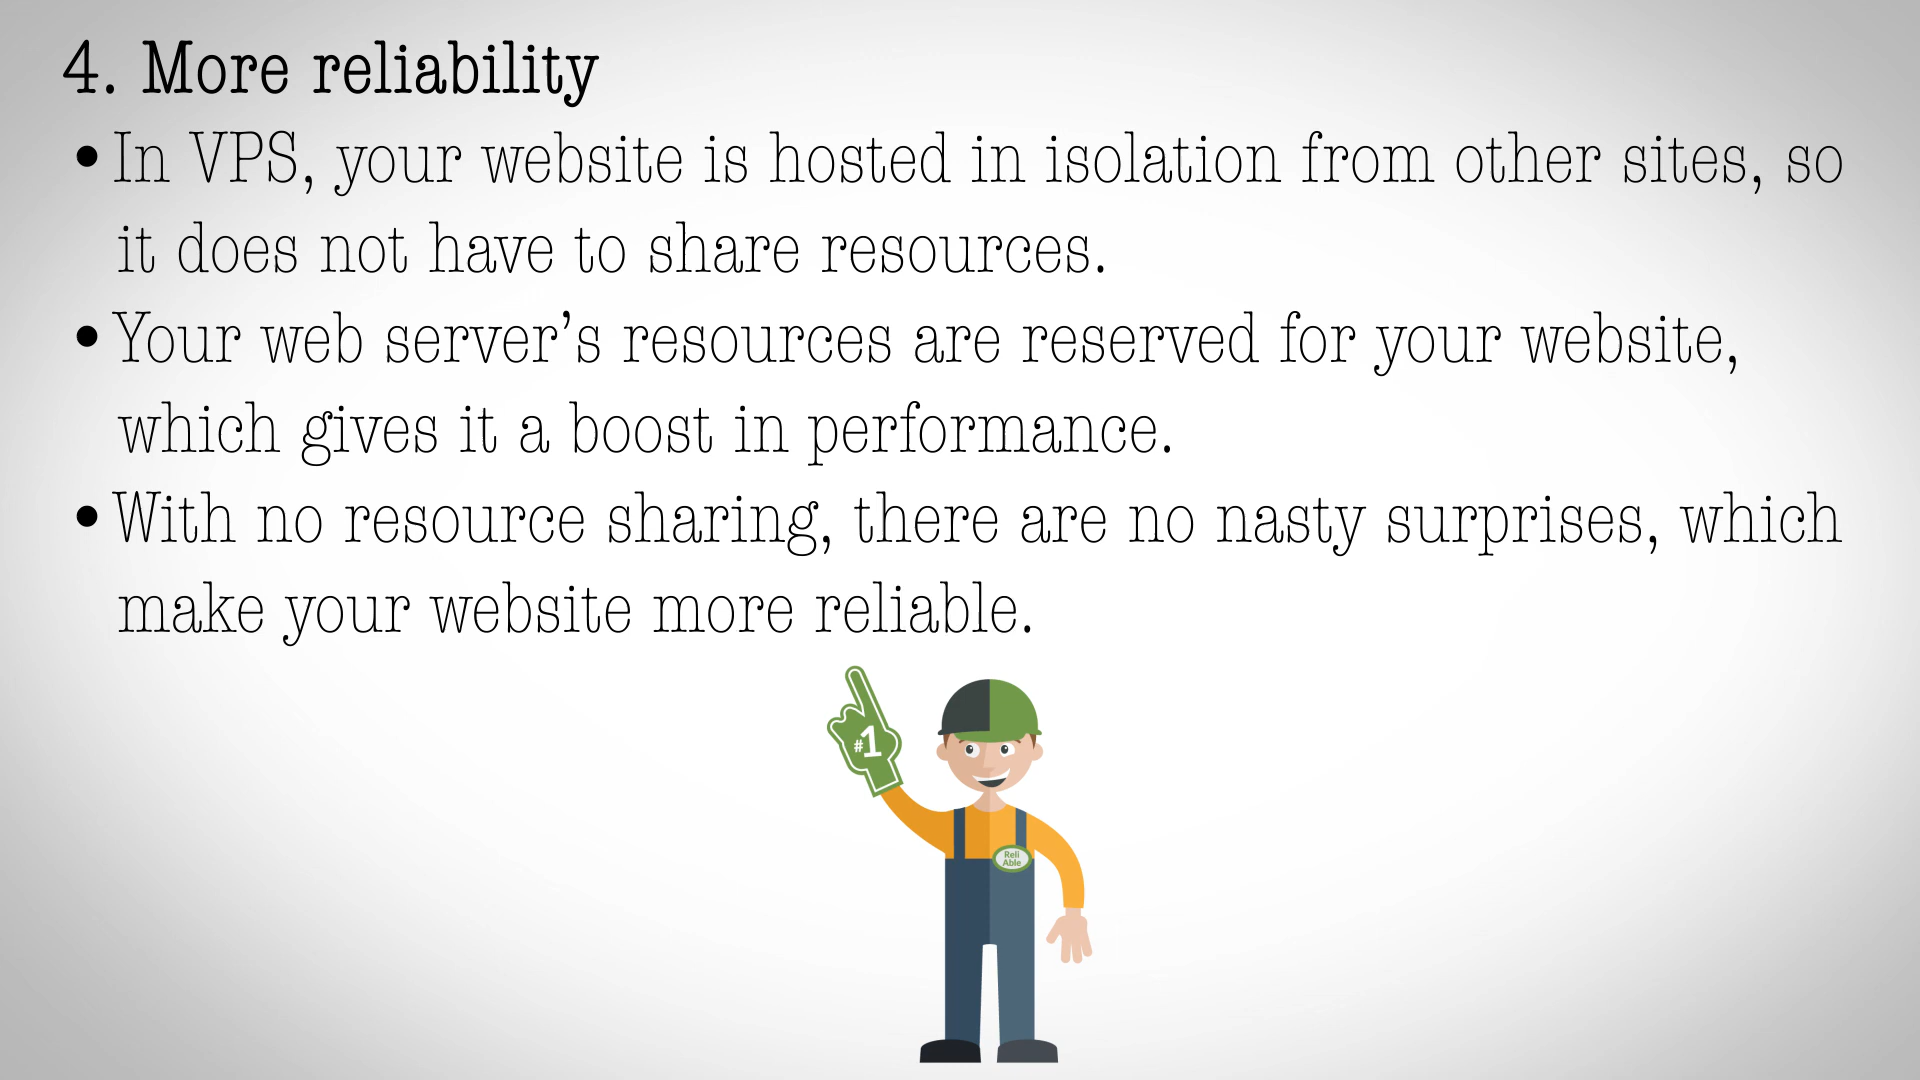 4. More reliability
• In VPS, your website is hosted in isolation from other sites, so
it does not have to share resources.
• Your web server’s resources are reserved for your website,
which gives it a boost in performance.
• With no resource sharing, there are no nasty surprises, which
make your website more reliable.
#1
Reli
Able